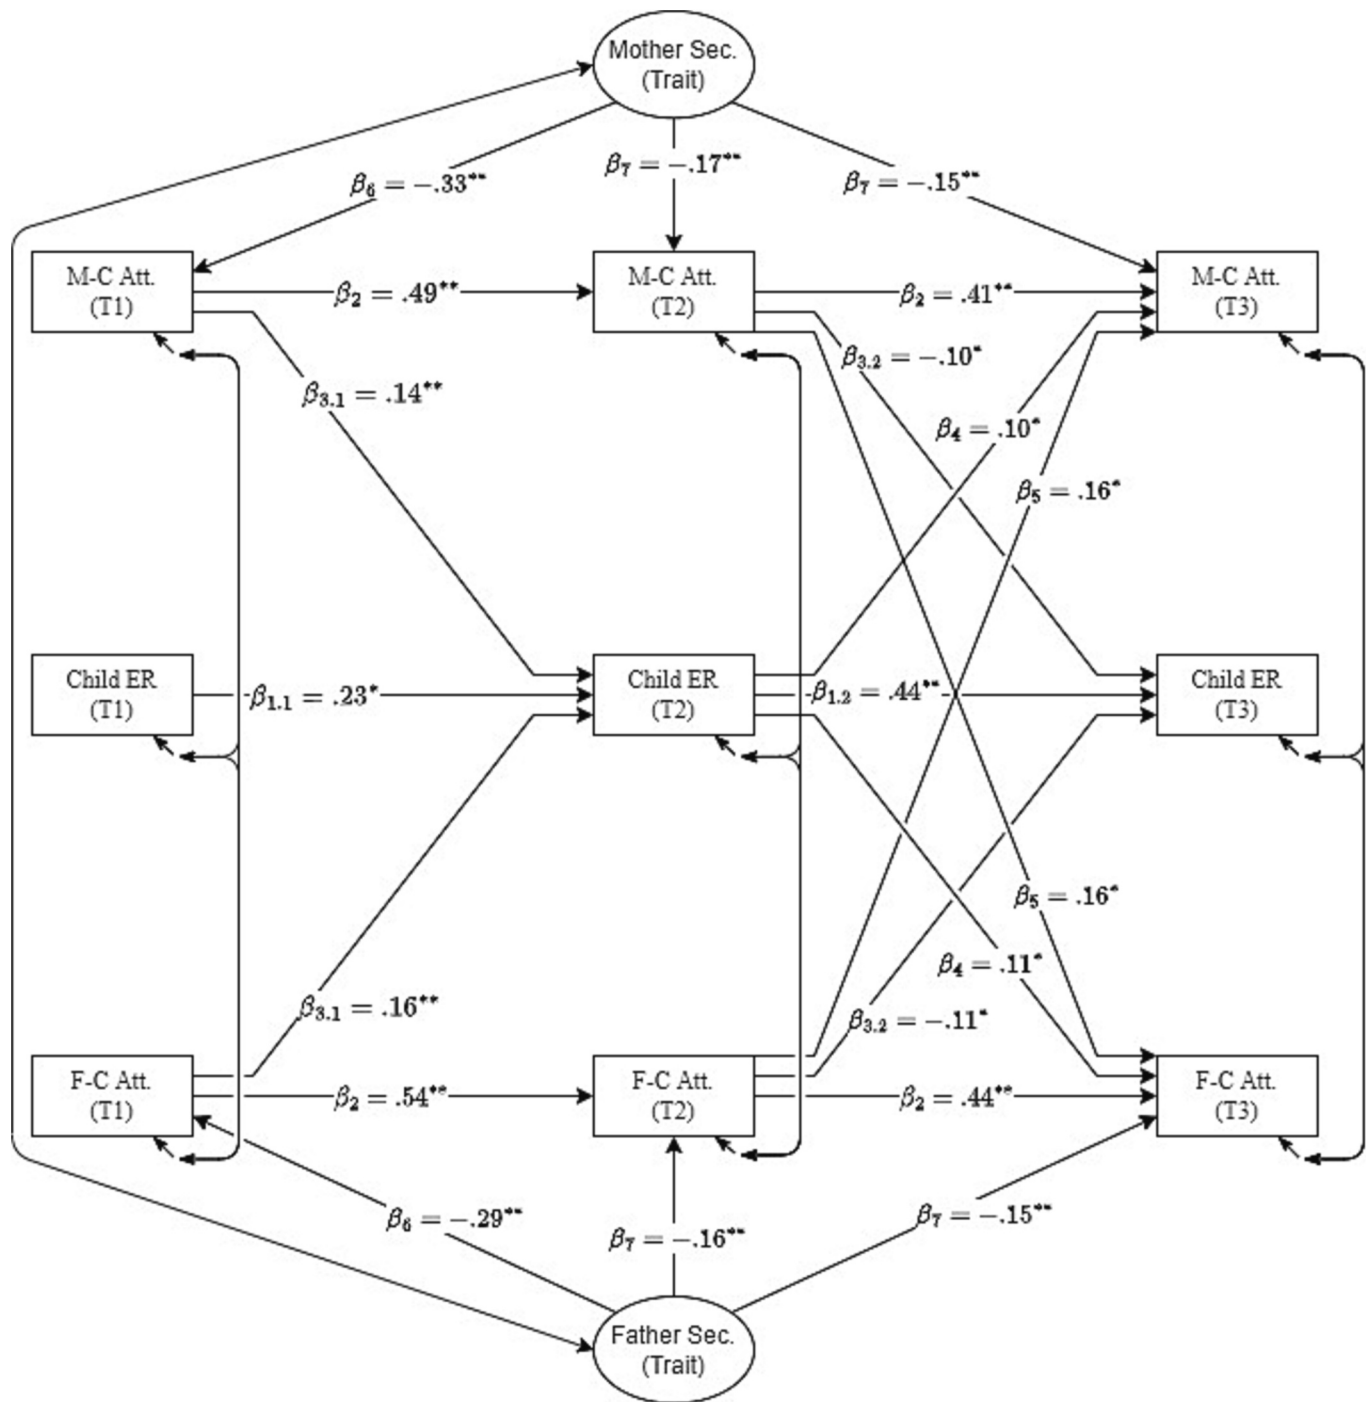 Mother Sec.
(Trait)
β₆ = −.33**
β₇ = −.17**
β₇ = −.15**
M-C Att.
(T1)
β₂ = .49**
M-C Att.
(T2)
β₂ = .41**
M-C Att.
(T3)
β₃.₁ = .14**
β₃.₂ = −.10*
β₄ = .10*
β₅ = .16*
Child ER
(T1)
β₁.₁ = .23*
Child ER
(T2)
β₁.₂ = .44**
Child ER
(T3)
β₅ = .16*
β₄ = .11*
β₃.₁ = .16**
β₃.₂ = −.11*
F-C Att.
(T1)
β₂ = .54**
F-C Att.
(T2)
β₂ = .44**
F-C Att.
(T3)
β₆ = −.29**
β₇ = −.16**
β₇ = −.15**
Father Sec.
(Trait)